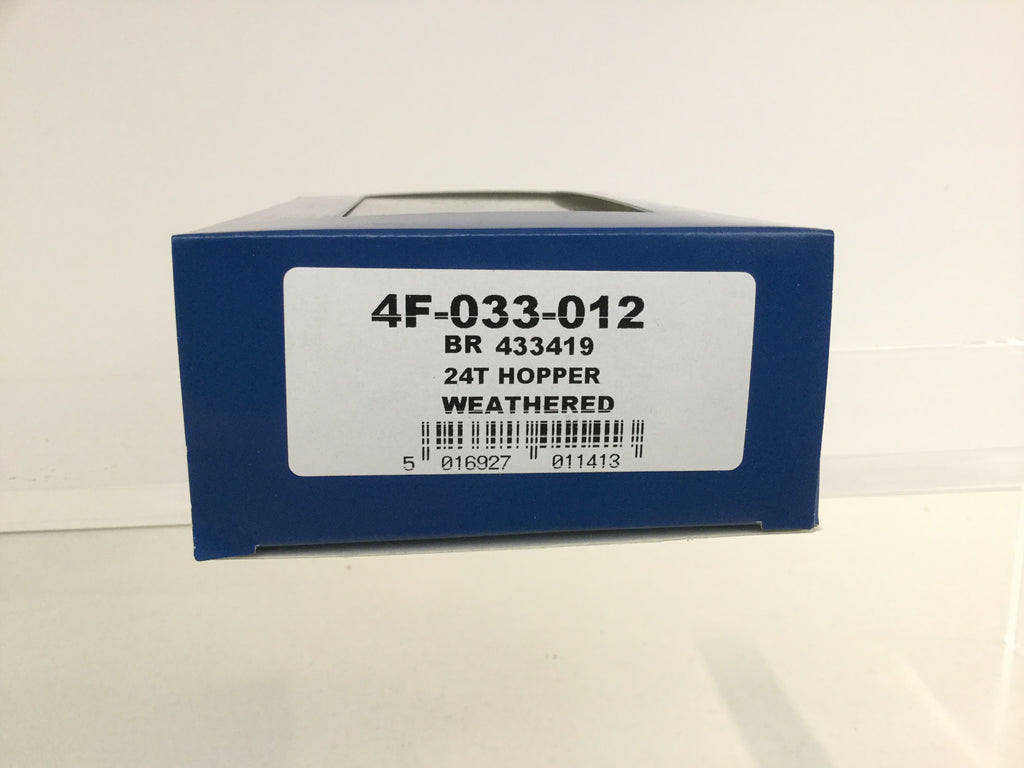 4F-033-012
BR 433419
24T HOPPER
WEATHERED
5 016927 011413